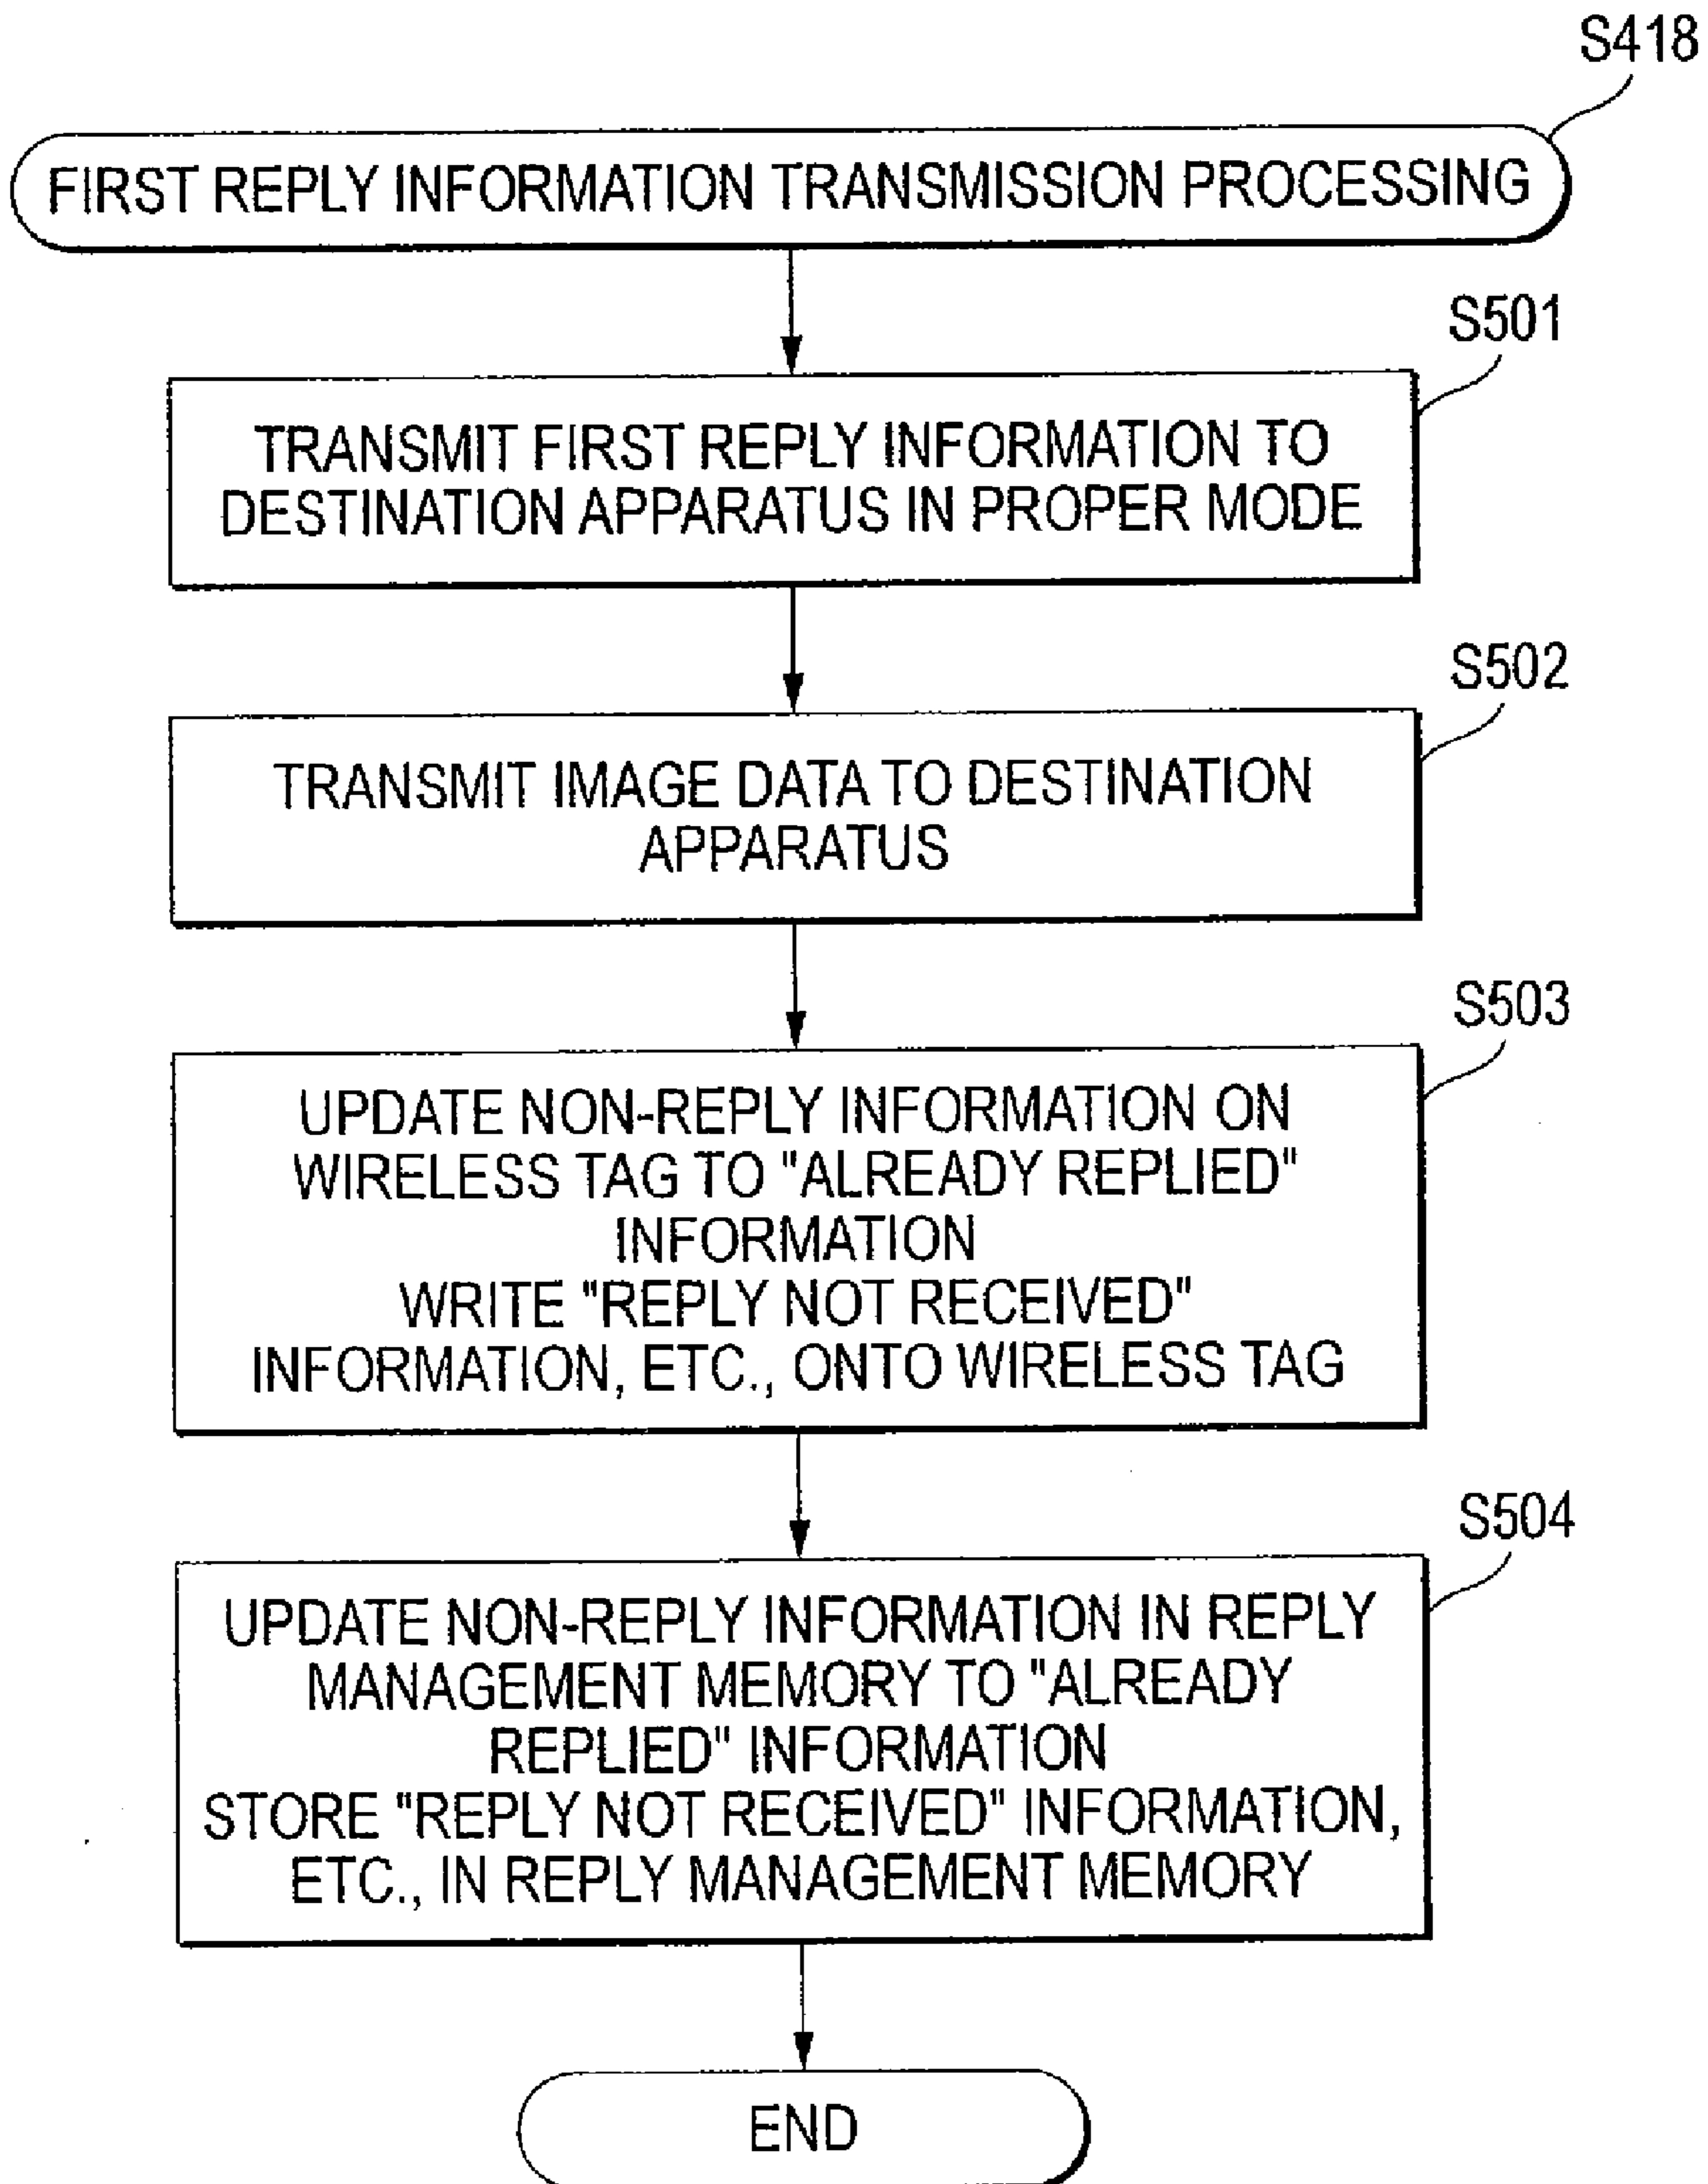 S418
FIRST REPLY INFORMATION TRANSMISSION PROCESSING
S501
TRANSMIT FIRST REPLY INFORMATION TO
DESTINATION APPARATUS IN PROPER MODE
S502
TRANSMIT IMAGE DATA TO DESTINATION
APPARATUS
S503
UPDATE NON-REPLY INFORMATION ON
WIRELESS TAG TO "ALREADY REPLIED"
INFORMATION
WRITE "REPLY NOT RECEIVED"
INFORMATION, ETC., ONTO WIRELESS TAG
S504
UPDATE NON-REPLY INFORMATION IN REPLY
MANAGEMENT MEMORY TO "ALREADY
REPLIED" INFORMATION
STORE "REPLY NOT RECEIVED" INFORMATION,
ETC., IN REPLY MANAGEMENT MEMORY
END